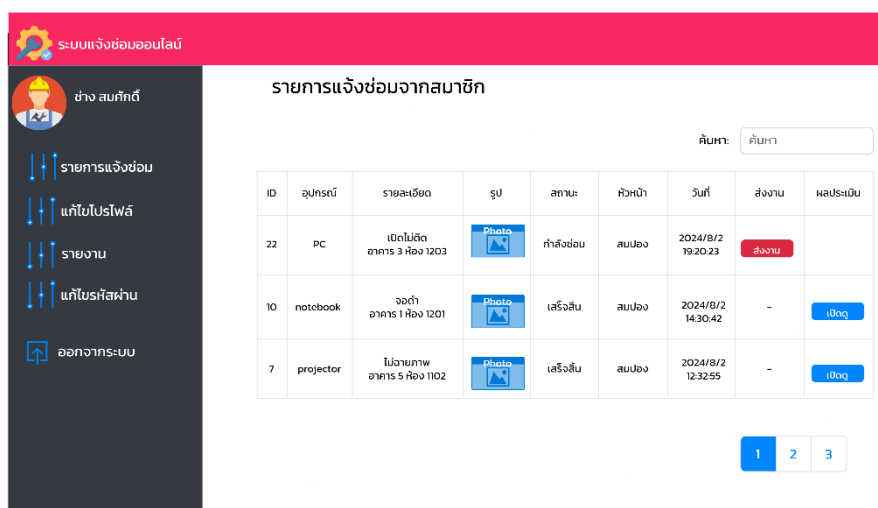 ระบบแจ้งซ่อมออนไลน์
ช่าง สมศักดิ์
รายการแจ้งซ่อม
แก้ไขโปรไฟล์
รายงาน
แก้ไขรหัสผ่าน
ออกจากระบบ
รายการแจ้งซ่อมจากสมาชิก
ค้นหา: ค้นหา
ID อุปกรณ์ รายละเอียด รูป สถานะ หัวหน้า วันที่ ส่งงาน ผลประเมิน
22 PC เปิดไม่ติด Photo กำลังซ่อม สมปอง 2024/8/2 ส่งงาน
อาคาร 3 ห้อง 1203 19:20:23
10 notebook จอดำ Photo เสร็จสิ้น สมปอง 2024/8/2 - เปิดดู
อาคาร 1 ห้อง 1201 14:30:42
7 projector ไม่ฉายภาพ Photo เสร็จสิ้น สมปอง 2024/8/2 - เปิดดู
อาคาร 5 ห้อง 1102 12:32:55
1 2 3